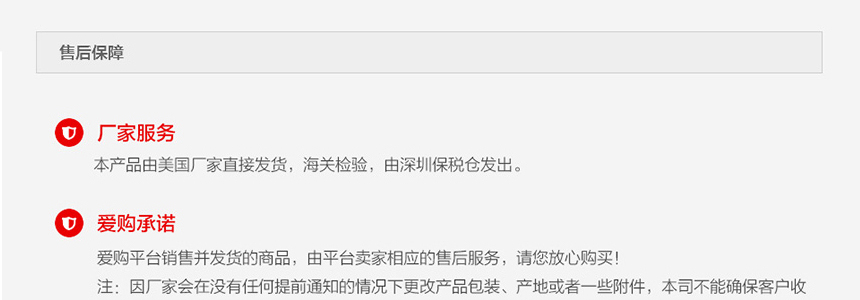 售后保障
厂家服务
本产品由美国厂家直接发货，海关检验，由深圳保税仓发出。
爱购承诺
爱购平台销售并发货的商品，由平台卖家相应的售后服务，请您放心购买！
注：因厂家会在没有任何提前通知的情况下更改产品包装、产地或者一些附件，本司不能确保客户收